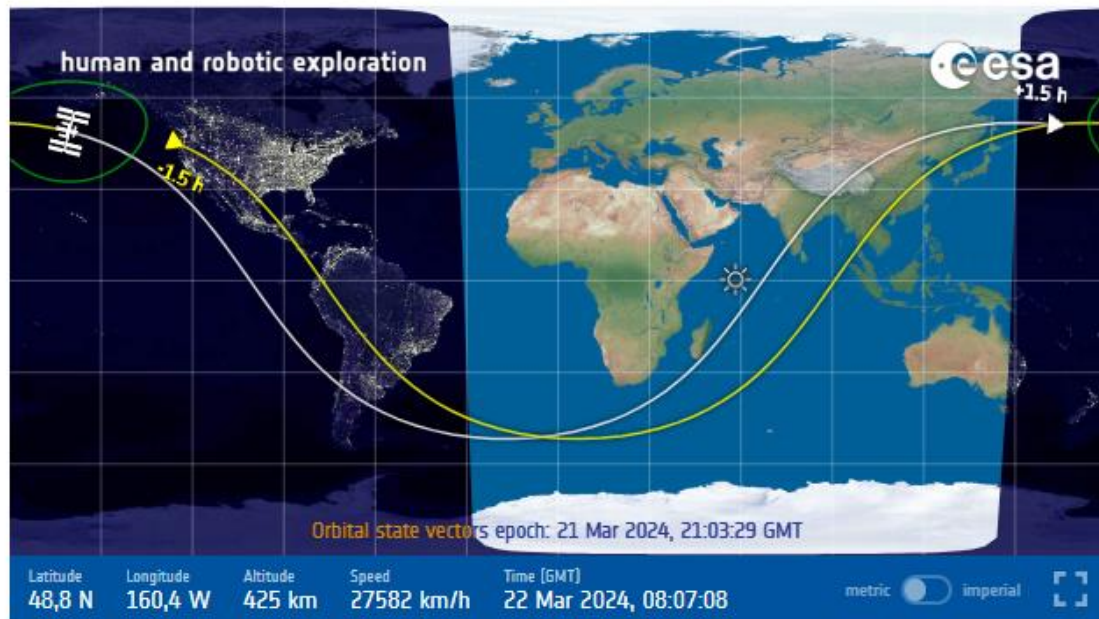 human and robotic exploration
esa
+1.5 h
-1.5 h
Orbital state vectors epoch: 21 Mar 2024, 21:03:29 GMT
Latitude Longitude Altitude Speed Time (GMT)
48,8 N 160,4 W 425 km 27582 km/h 22 Mar 2024, 08:07:08
metric imperial